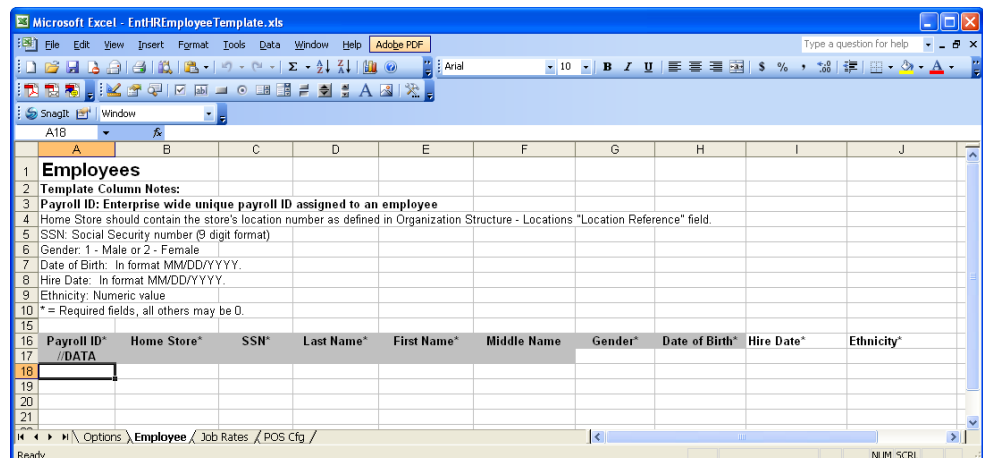 Microsoft Excel - EntHREmployeeTemplate.xls
File Edit View Insert Format Tools Data Window Help Adobe PDF Type a question for help
Arial 10 B I U $ % ,
SnagIt Window
A18 fx
A B C D E F G H I J
1 Employees
2 Template Column Notes:
3 Payroll ID: Enterprise wide unique payroll ID assigned to an employee
4 Home Store should contain the store's location number as defined in Organization Structure - Locations "Location Reference" field.
5 SSN: Social Security number (9 digit format)
6 Gender: 1 - Male or 2 - Female
7 Date of Birth: In format MM/DD/YYYY.
8 Hire Date: In format MM/DD/YYYY.
9 Ethnicity: Numeric value
10 * = Required fields, all others may be 0.
15
16 Payroll ID* Home Store* SSN* Last Name* First Name* Middle Name Gender* Date of Birth* Hire Date* Ethnicity*
17 //DATA
18
19
20
21
Options Employee Job Rates POS Cfg
Ready NUM SCRL